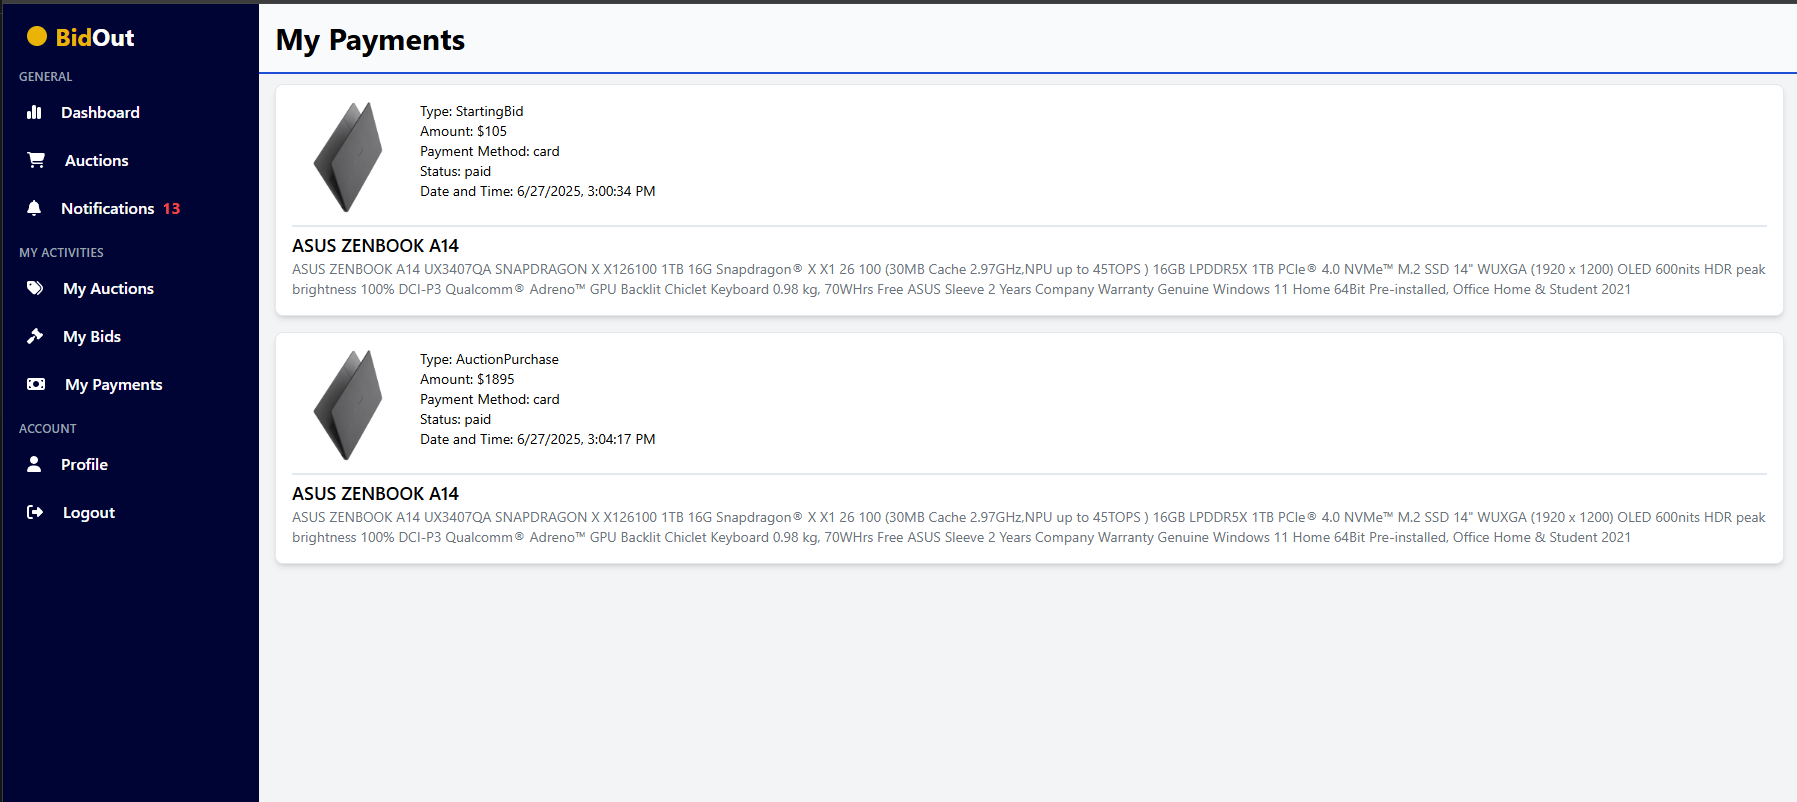 BidOut
GENERAL
Dashboard
Auctions
Notifications 13
MY ACTIVITIES
My Auctions
My Bids
My Payments
ACCOUNT
Profile
Logout
My Payments
Type: StartingBid
Amount: $105
Payment Method: card
Status: paid
Date and Time: 6/27/2025, 3:00:34 PM
ASUS ZENBOOK A14
ASUS ZENBOOK A14 UX3407QA SNAPDRAGON X X126100 1TB 16G Snapdragon® X X1 26 100 (30MB Cache 2.97GHz,NPU up to 45TOPS ) 16GB LPDDR5X 1TB PCIe® 4.0 NVMe™ M.2 SSD 14" WUXGA (1920 x 1200) OLED 600nits HDR peak
brightness 100% DCI-P3 Qualcomm® Adreno™ GPU Backlit Chiclet Keyboard 0.98 kg, 70WHrs Free ASUS Sleeve 2 Years Company Warranty Genuine Windows 11 Home 64Bit Pre-installed, Office Home & Student 2021
Type: AuctionPurchase
Amount: $1895
Payment Method: card
Status: paid
Date and Time: 6/27/2025, 3:04:17 PM
ASUS ZENBOOK A14
ASUS ZENBOOK A14 UX3407QA SNAPDRAGON X X126100 1TB 16G Snapdragon® X X1 26 100 (30MB Cache 2.97GHz,NPU up to 45TOPS ) 16GB LPDDR5X 1TB PCIe® 4.0 NVMe™ M.2 SSD 14" WUXGA (1920 x 1200) OLED 600nits HDR peak
brightness 100% DCI-P3 Qualcomm® Adreno™ GPU Backlit Chiclet Keyboard 0.98 kg, 70WHrs Free ASUS Sleeve 2 Years Company Warranty Genuine Windows 11 Home 64Bit Pre-installed, Office Home & Student 2021